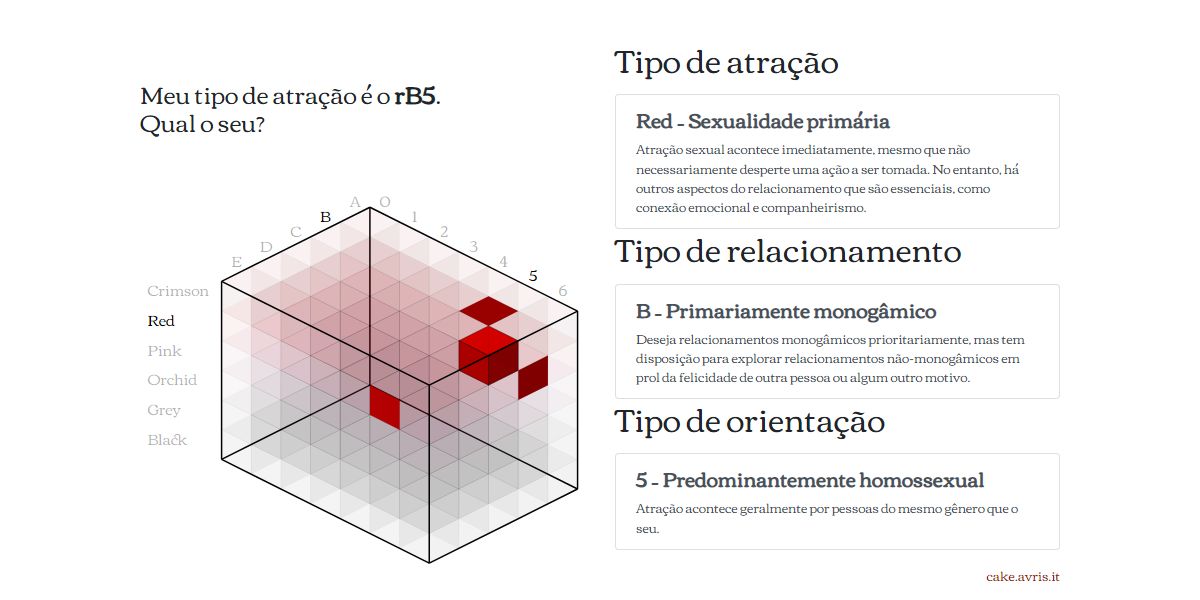 Meu tipo de atração é o rB5.
Qual o seu?
A
B
C
D
E
O
1
2
3
4
5
6
Crimson
Red
Pink
Orchid
Grey
Black
Tipo de atração
Red - Sexualidade primária
Atração sexual acontece imediatamente, mesmo que não
necessariamente desperte uma ação a ser tomada. No entanto, há
outros aspectos do relacionamento que são essenciais, como
conexão emocional e companheirismo.
Tipo de relacionamento
B - Primariamente monogâmico
Deseja relacionamentos monogâmicos prioritariamente, mas tem
disposição para explorar relacionamentos não-monogâmicos em
prol da felicidade de outra pessoa ou algum outro motivo.
Tipo de orientação
5 - Predominantemente homossexual
Atração acontece geralmente por pessoas do mesmo gênero que o
seu.
cake.avris.it